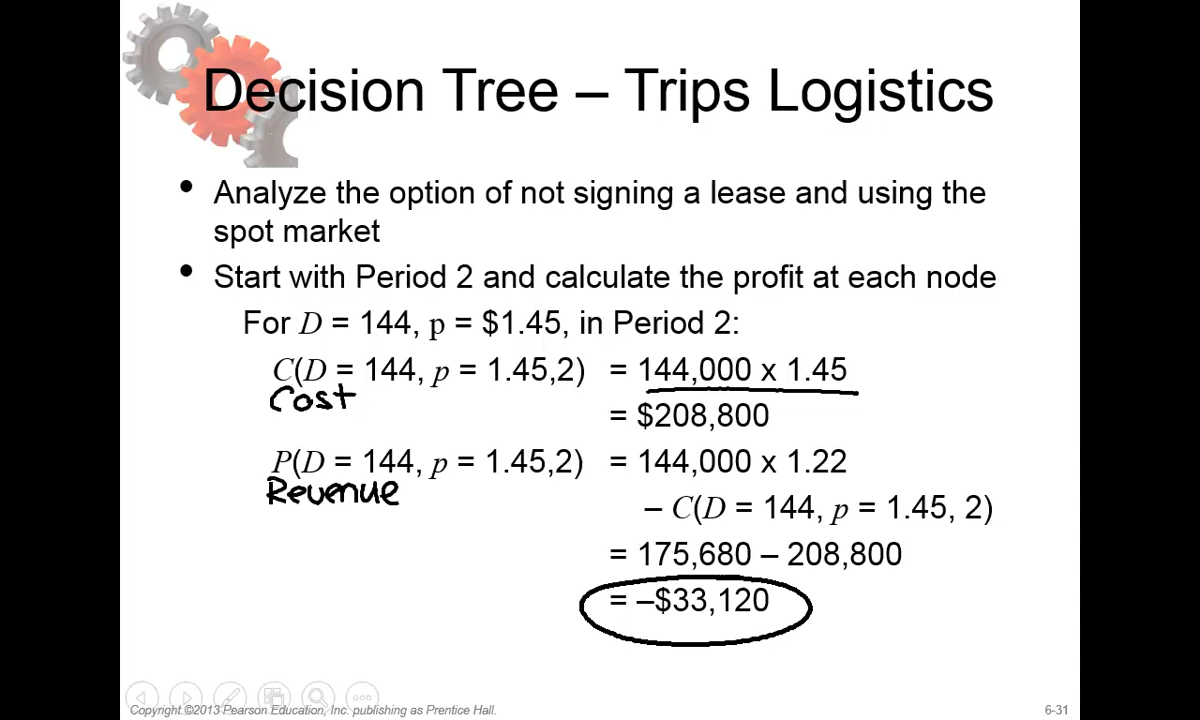 Decision Tree – Trips Logistics
• Analyze the option of not signing a lease and using the
spot market
• Start with Period 2 and calculate the profit at each node
For D = 144, p = $1.45, in Period 2:
C(D = 144, p = 1.45,2) = 144,000 x 1.45
Cost
= $208,800
P(D = 144, p = 1.45,2) = 144,000 x 1.22
Revenue
– C(D = 144, p = 1.45, 2)
= 175,680 – 208,800
= –$33,120
Copyright ©2013 Pearson Education, Inc. publishing as Prentice Hall.
6-31